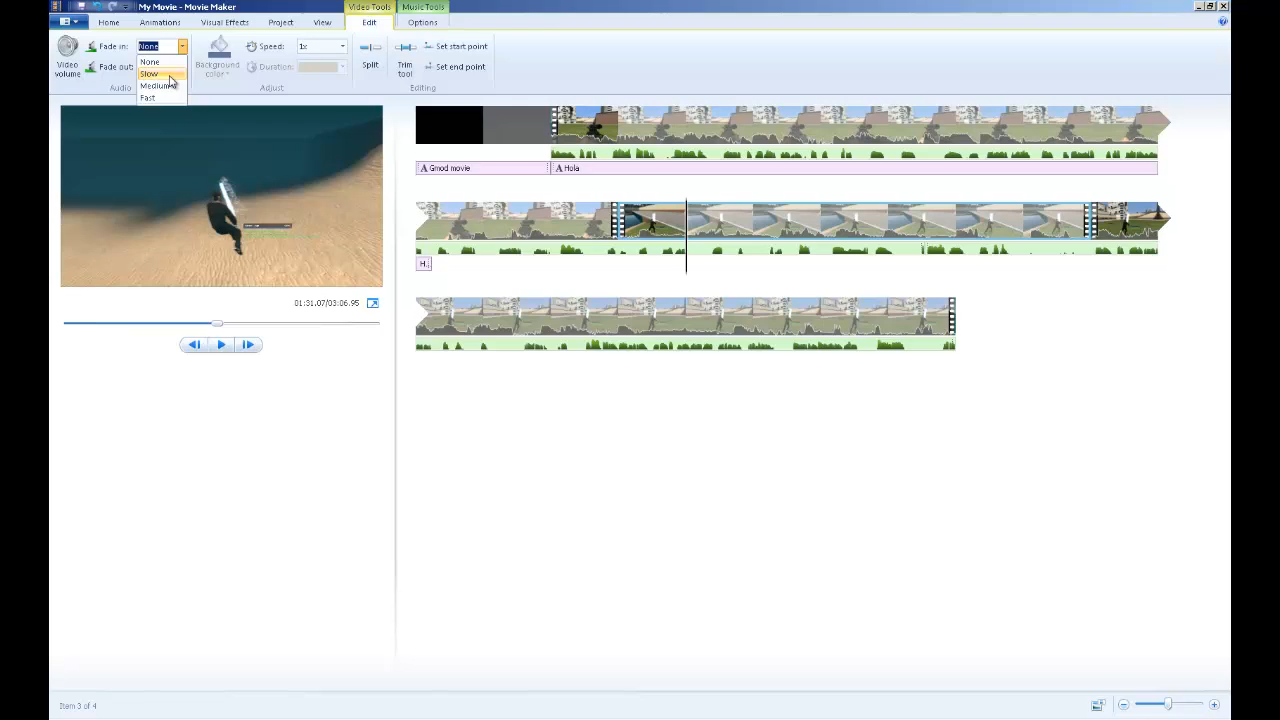 My Movie - Movie Maker
Video Tools
Music Tools
Home
Animations
Visual Effects
Project
View
Edit
Options
Video volume
Fade in:
None
Fade out:
None
Slow
Medium
Fast
Audio
Background color
Speed:
1x
Duration:
Adjust
Split
Trim tool
Set start point
Set end point
Editing
A Gmod movie
A Hola
H..
01:31.07/03:06.95
Item 3 of 4